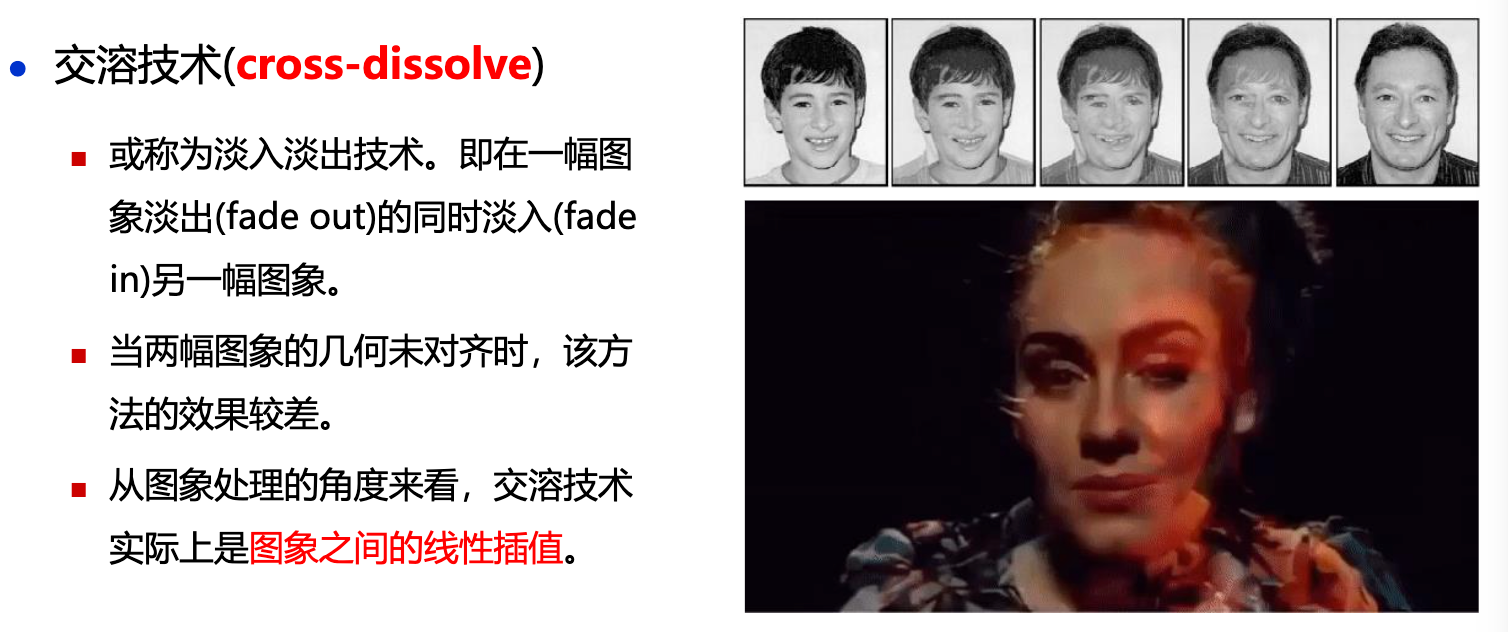 交溶技术(cross-dissolve)
或称为淡入淡出技术。即在一幅图
象淡出(fade out)的同时淡入(fade
in)另一幅图象。
当两幅图象的几何未对齐时，该方
法的效果较差。
从图象处理的角度来看，交溶技术
实际上是图象之间的线性插值。